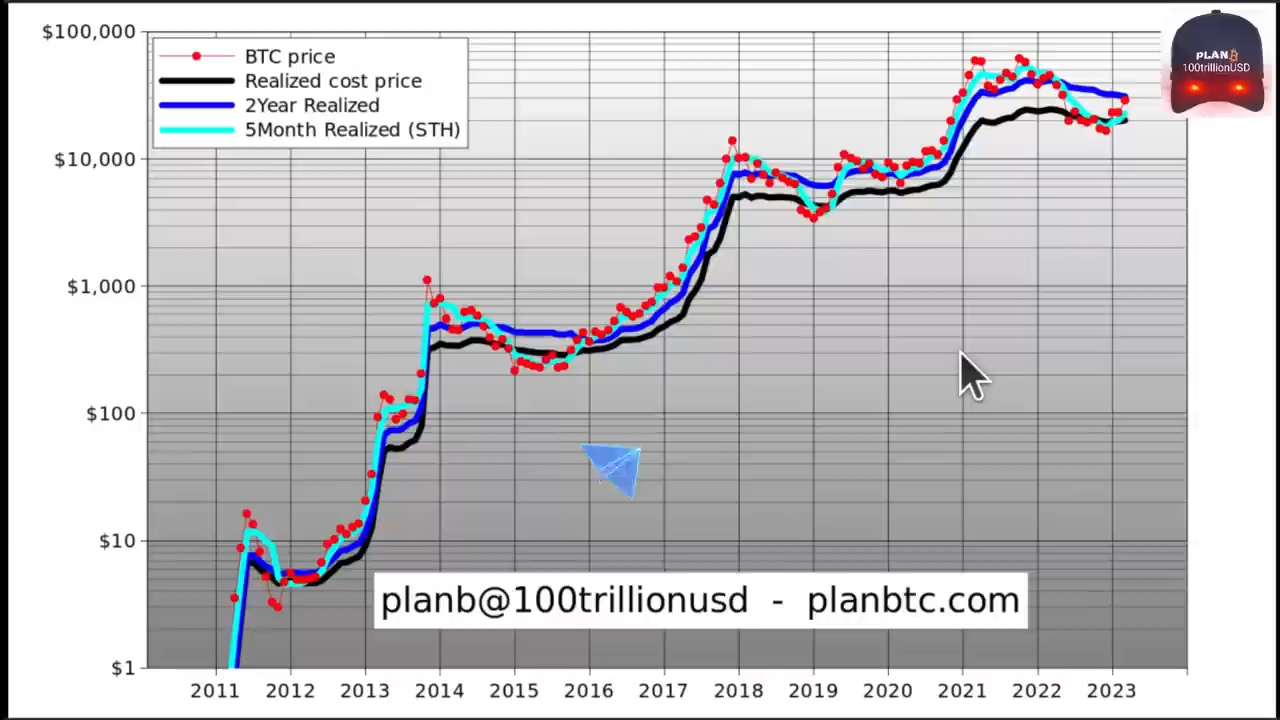 $100,000
BTC price
Realized cost price
2Year Realized
5Month Realized (STH)
PLAN₿
100trillionUSD
$10,000
$1,000
$100
$10
planb@100trillionusd - planbtc.com
$1
2011 2012 2013 2014 2015 2016 2017 2018 2019 2020 2021 2022 2023